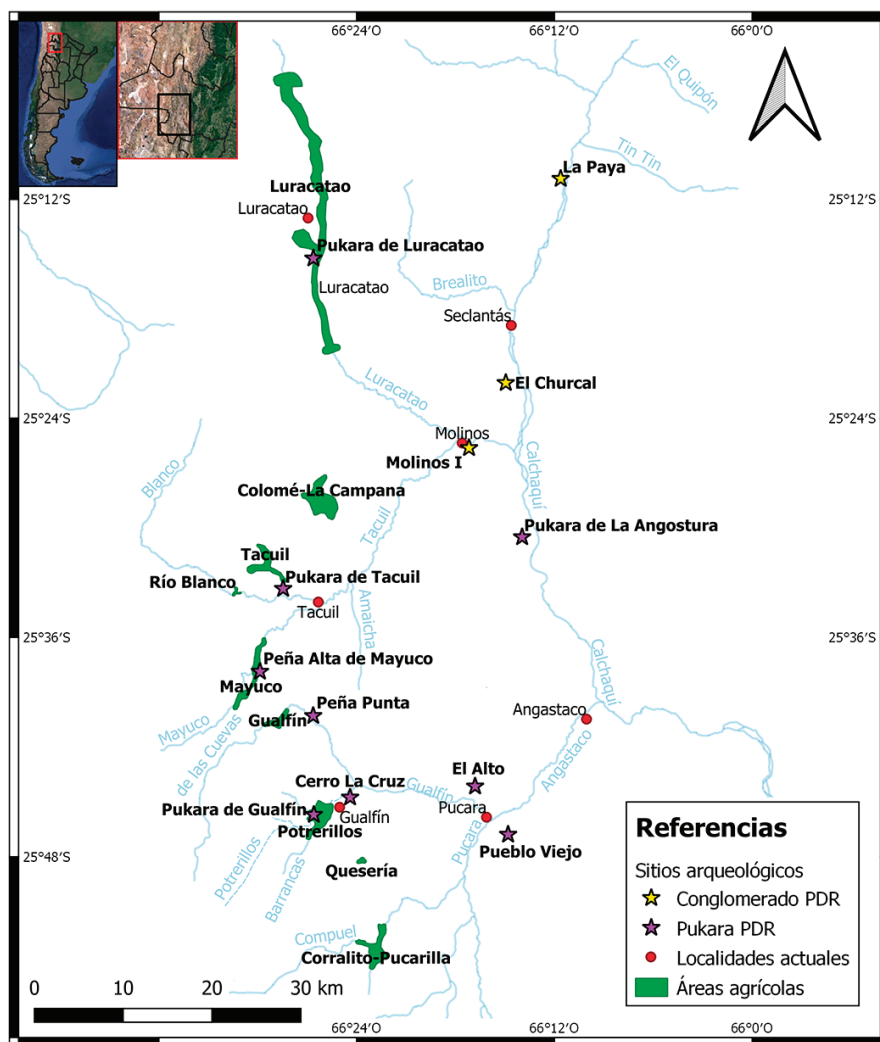 66°24'W
66°12'W
66°0'W
El Quipón
Tin Tin
La Paya
25°12'S
25°12'S
Luracatao
Luracatao
Pukara de Luracatao
Luracatao
Brealito
Seclantás
El Churcal
Luracatao
25°24'S
25°24'S
Molinos
Molinos I
Calchaquí
Colomé-La Campana
Blanco
Tacuil
Pukara de La Angostura
Tacuil
Río Blanco
Pukara de Tacuil
Tacuil
Amaicha
25°36'S
25°36'S
Calchaquí
Peña Alta de Mayuco
Mayuco
Mayuco
de las Cuevas
Peña Punta
Gualfín
Angastaco
Angastaco
El Alto
Cerro La Cruz
Gualfín
Pukara de Gualfín
Gualfín
Pucara
Potrerillos
Pucara
Pueblo Viejo
Potrerillos
Barrancas
Quesería
25°48'S
Compuel
Corralito-Pucarilla
Referencias
Sitios arqueológicos
Conglomerado PDR
Pukara PDR
Localidades actuales
Áreas agrícolas
0 10 20 30 km
66°24'W
66°12'W
66°0'W